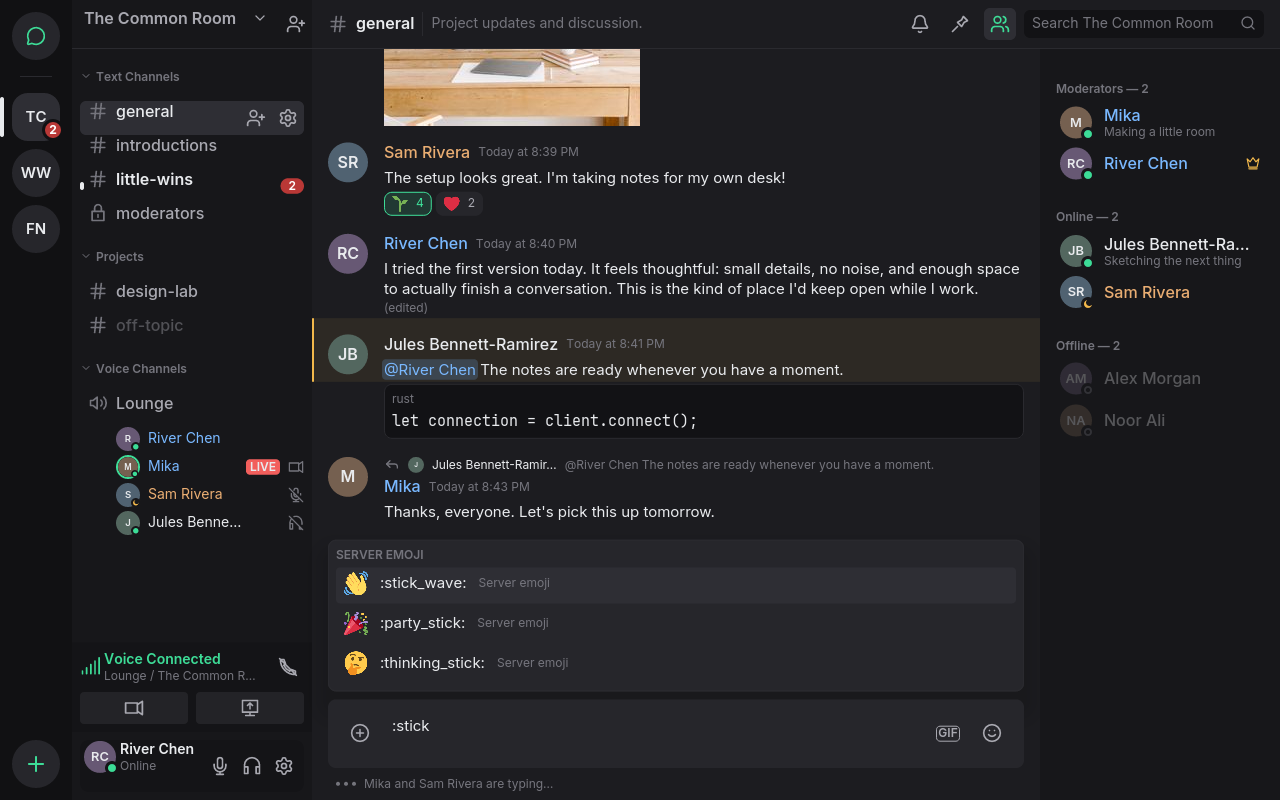 The Common Room
# general
Project updates and discussion.
Search The Common Room
TC
2
WW
FN
Text Channels
# general
# introductions
# little-wins
2
moderators
Projects
# design-lab
# off-topic
Voice Channels
Lounge
R
River Chen
M
Mika
LIVE
S
Sam Rivera
J
Jules Benne...
Voice Connected
Lounge / The Common R...
RC
River Chen
Online
SR
Sam Rivera Today at 8:39 PM
The setup looks great. I'm taking notes for my own desk!
4
2
RC
River Chen Today at 8:40 PM
I tried the first version today. It feels thoughtful: small details, no noise, and enough space
to actually finish a conversation. This is the kind of place I'd keep open while I work.
(edited)
JB
Jules Bennett-Ramirez Today at 8:41 PM
@River Chen The notes are ready whenever you have a moment.
rust
let connection = client.connect();
J
Jules Bennett-Ramir... @River Chen The notes are ready whenever you have a moment.
M
Mika Today at 8:43 PM
Thanks, everyone. Let's pick this up tomorrow.
SERVER EMOJI
:stick_wave: Server emoji
:party_stick: Server emoji
:thinking_stick: Server emoji
:stick
GIF
Mika and Sam Rivera are typing...
Moderators — 2
M
Mika
Making a little room
RC
River Chen
Online — 2
JB
Jules Bennett-Ra...
Sketching the next thing
SR
Sam Rivera
Offline — 2
AM
Alex Morgan
NA
Noor Ali